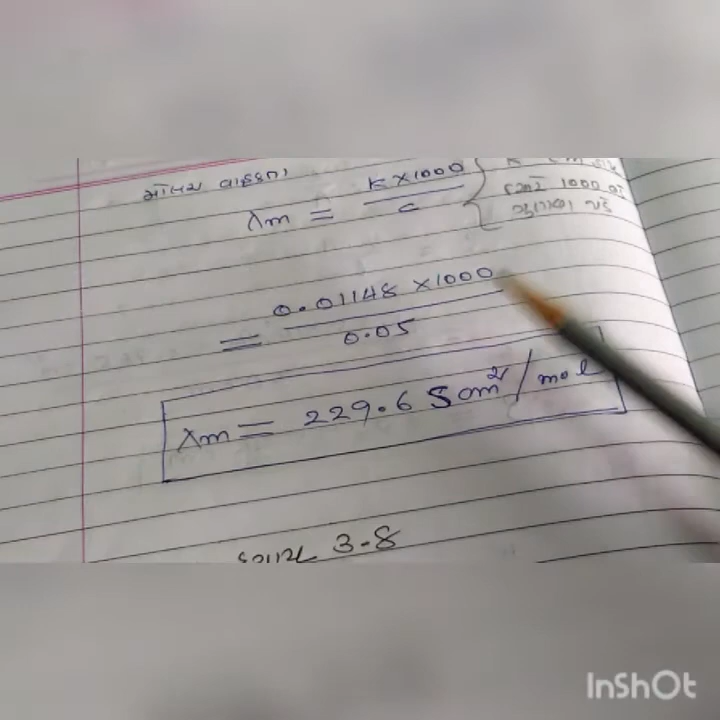 મોલર વાહકતા
λm = K×1000 / c
1000 વડે
= 0.01148 ×1000 / 0.05
λm = 229.6 S cm² / mol
3.8
InShOt